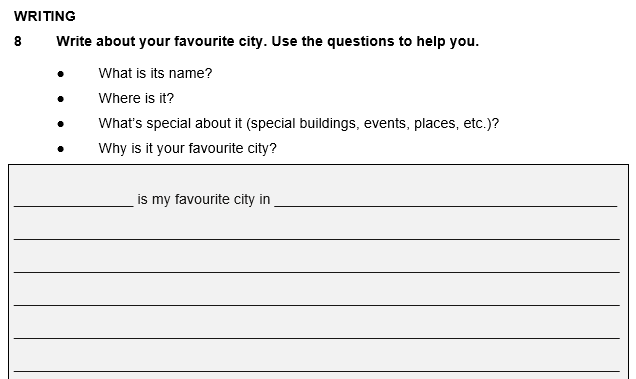 WRITING
8 Write about your favourite city. Use the questions to help you.
● What is its name?
● Where is it?
● What’s special about it (special buildings, events, places, etc.)?
● Why is it your favourite city?
_______________ is my favourite city in ___________________________________________